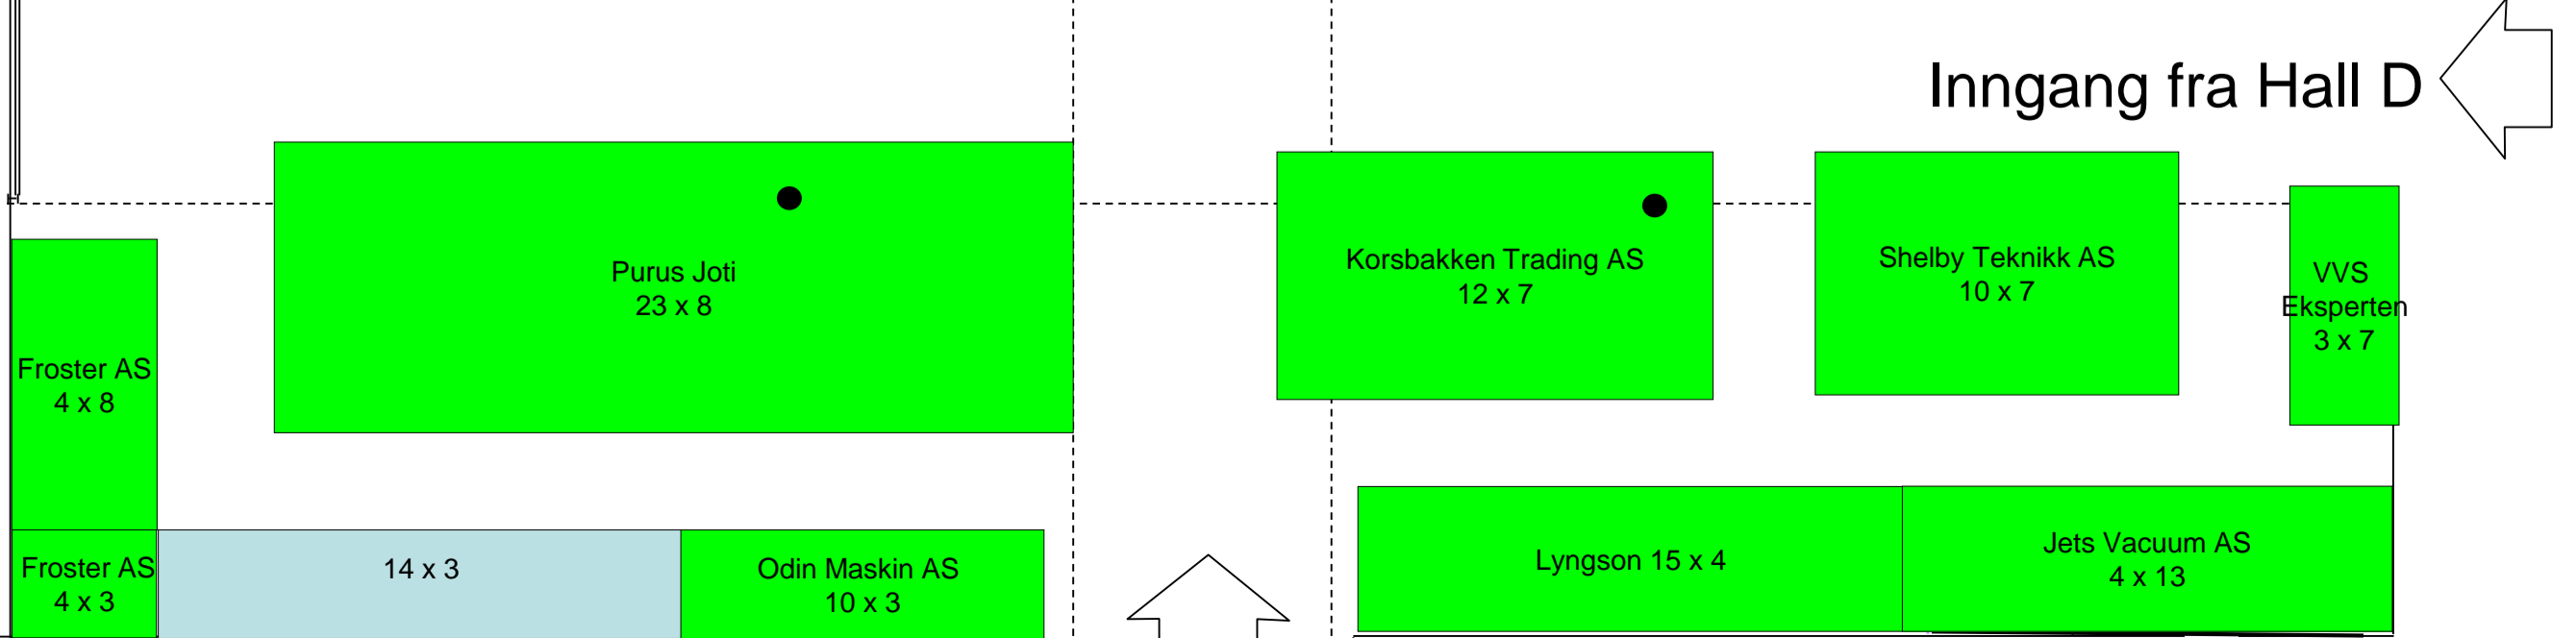 Inngang fra Hall D
Purus Joti
23 x 8
Korsbakken Trading AS
12 x 7
Shelby Teknikk AS
10 x 7
VVS
Eksperten
3 x 7
Froster AS
4 x 8
Froster AS
4 x 3
14 x 3
Odin Maskin AS
10 x 3
Lyngson 15 x 4
Jets Vacuum AS
4 x 13